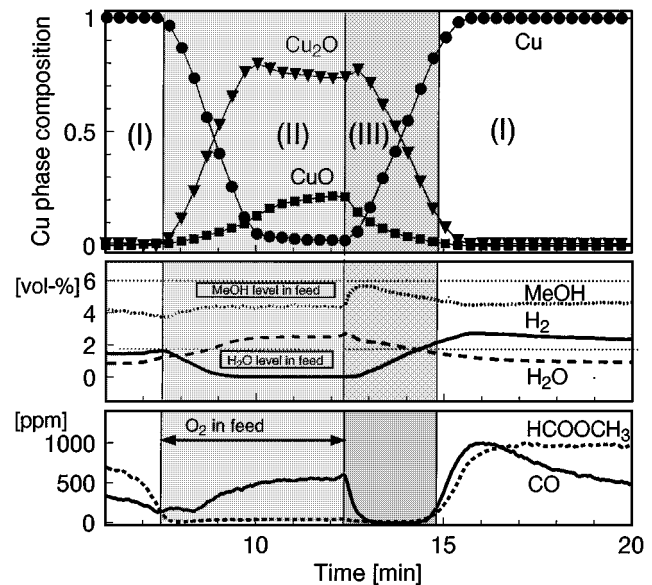 1
Cu₂O
Cu
Cu phase composition
0.5
(I)
(II)
(III)
(I)
CuO
0
[vol-%]
6
MeOH level in feed
MeOH
4
H₂
2
H₂O level in feed
0
H₂O
[ppm]
O₂ in feed
HCOOCH₃
1000
500
CO
0
10
15
20
Time [min]